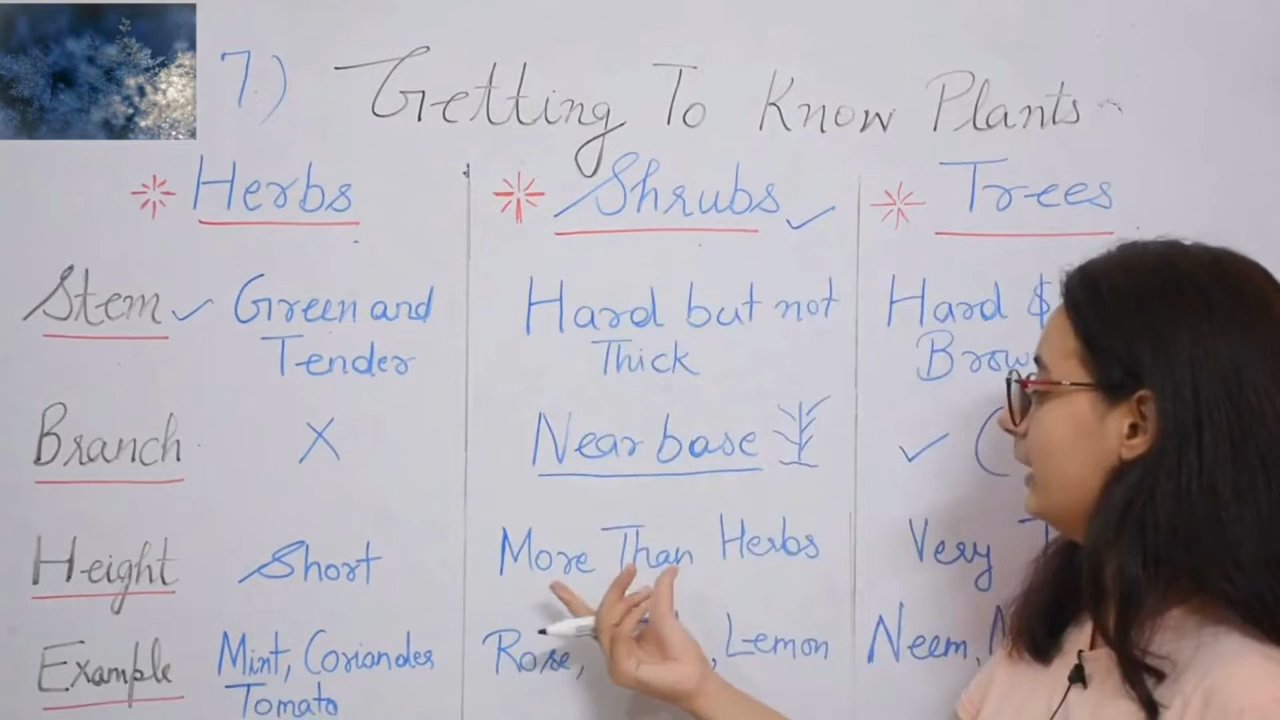 7.) Getting To Know Plants
Herbs Shrubs Trees
Stem Green and Tender Hard but not Thick Hard &
Branch X Near base
Height Short More Than Herbs Very
Example Mint, Coriander Tomato Rose, Lemon Neem,